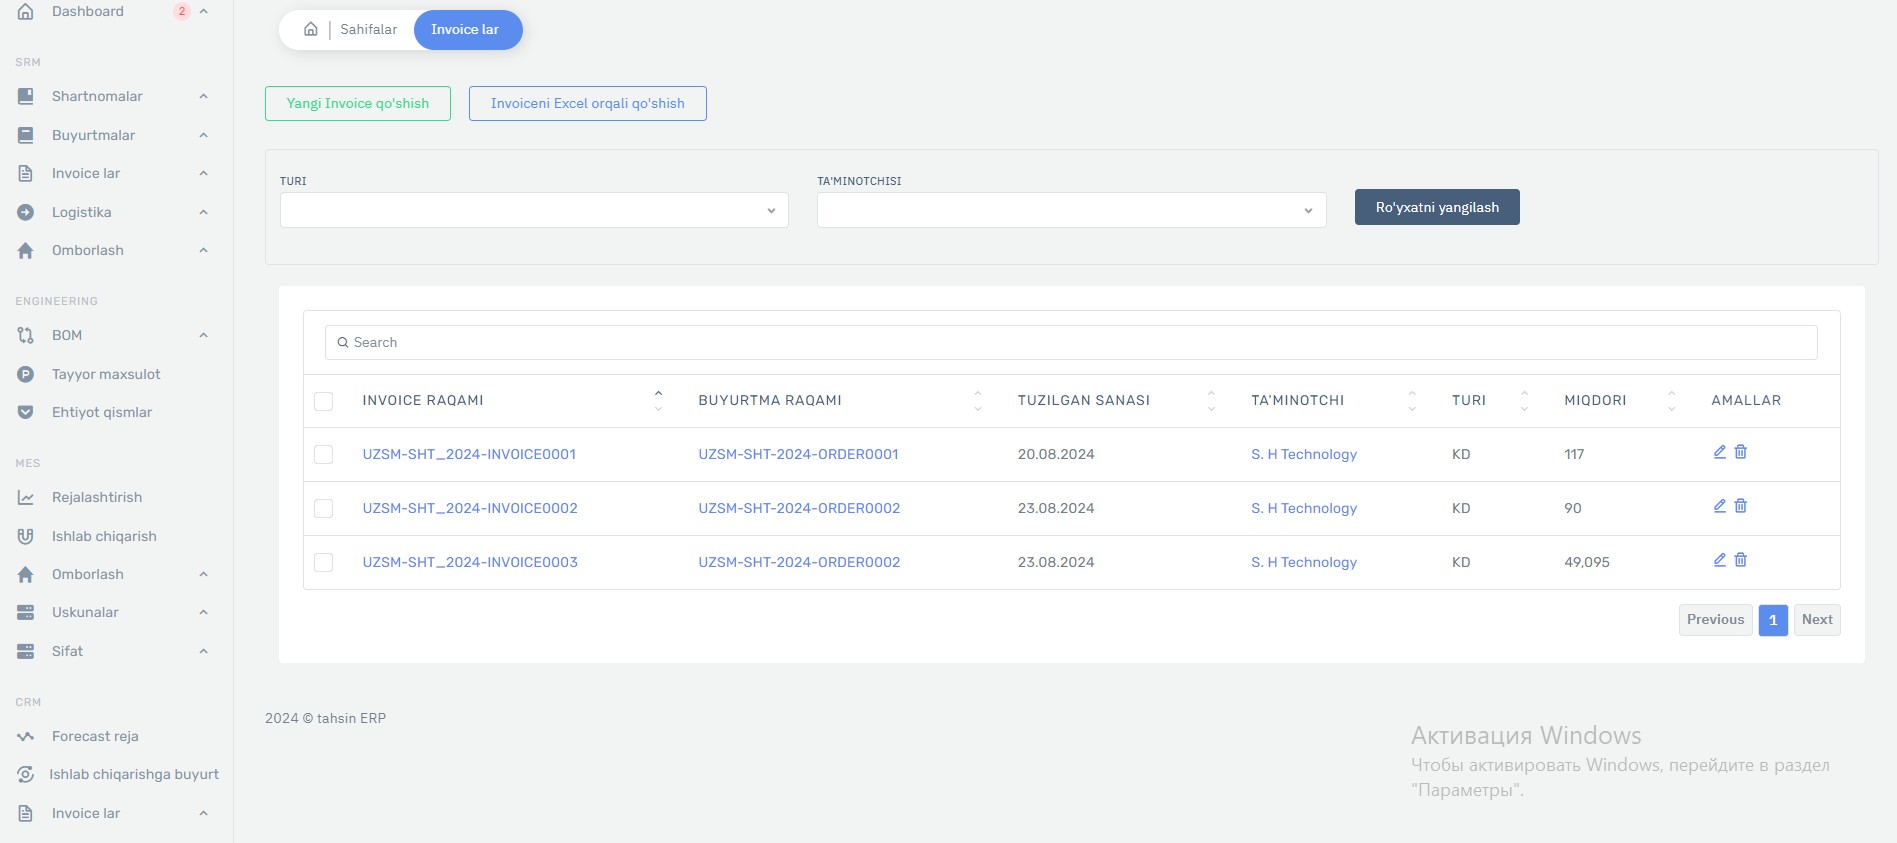 Dashboard 2
SRM
Shartnomalar
Buyurtmalar
Invoice lar
Logistika
Omborlash
ENGINEERING
BOM
Tayyor maxsulot
Ehtiyot qismlar
MES
Rejalashtirish
Ishlab chiqarish
Omborlash
Uskunalar
Sifat
CRM
Forecast reja
Ishlab chiqarishga buyurt
Invoice lar
Sahifalar Invoice lar
Yangi Invoice qo'shish Invoiceni Excel orqali qo'shish
TURI TA'MINOTCHISI
Ro'yxatni yangilash
Search
INVOICE RAQAMI BUYURTMA RAQAMI TUZILGAN SANASI TA'MINOTCHI TURI MIQDORI AMALLAR
UZSM-SHT_2024-INVOICE0001 UZSM-SHT-2024-ORDER0001 20.08.2024 S. H Technology KD 117
UZSM-SHT_2024-INVOICE0002 UZSM-SHT-2024-ORDER0002 23.08.2024 S. H Technology KD 90
UZSM-SHT_2024-INVOICE0003 UZSM-SHT-2024-ORDER0002 23.08.2024 S. H Technology KD 49,095
Previous 1 Next
2024 © tahsin ERP
Активация Windows
Чтобы активировать Windows, перейдите в раздел
"Параметры".